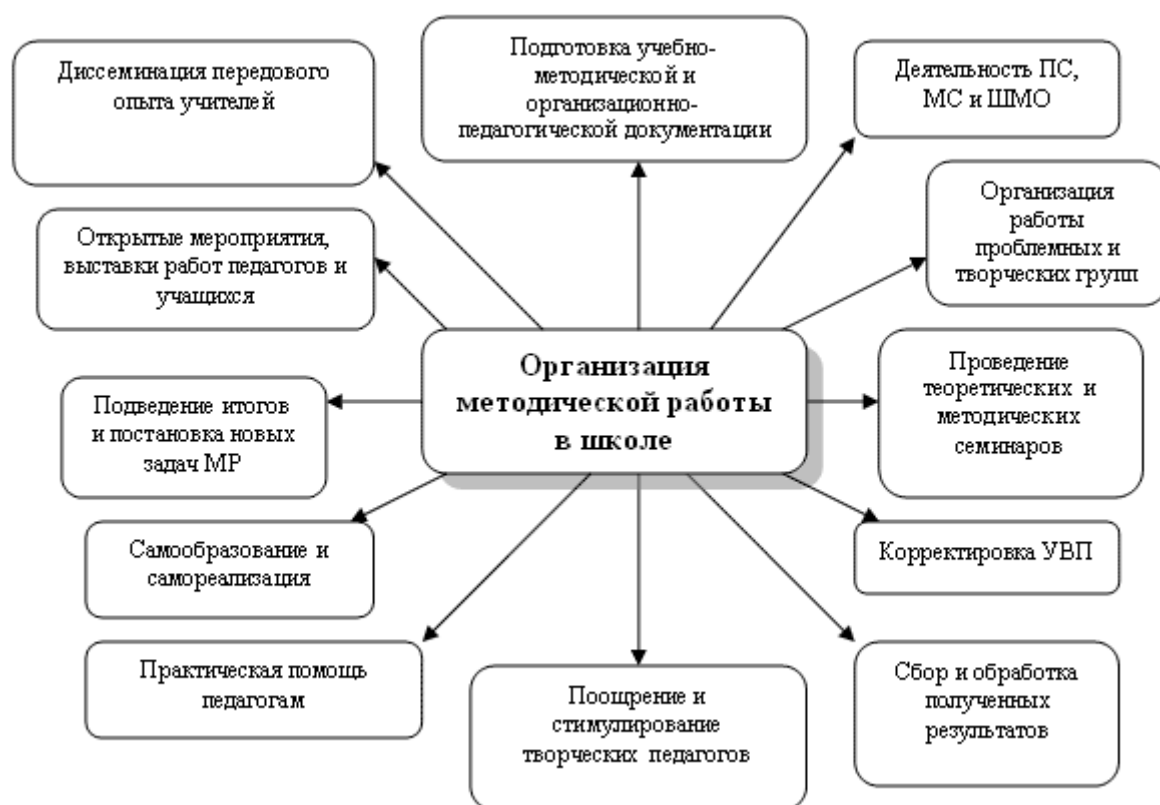 Диссеминация передового
опыта учителей
Подготовка учебно-
методической и
организационно-
педагогической документации
Деятельность ПС,
МС и ШМО
Открытые мероприятия,
выставки работ педагогов и
учащихся
Организация
работы
проблемных и
творческих групп
Организация
методической работы
в школе
Подведение итогов
и постановка новых
задач МР
Проведение
теоретических и
методических
семинаров
Самообразование и
самореализация
Корректировка УВП
Практическая помощь
педагогам
Поощрение и
стимулирование
творческих педагогов
Сбор и обработка
полученных
результатов